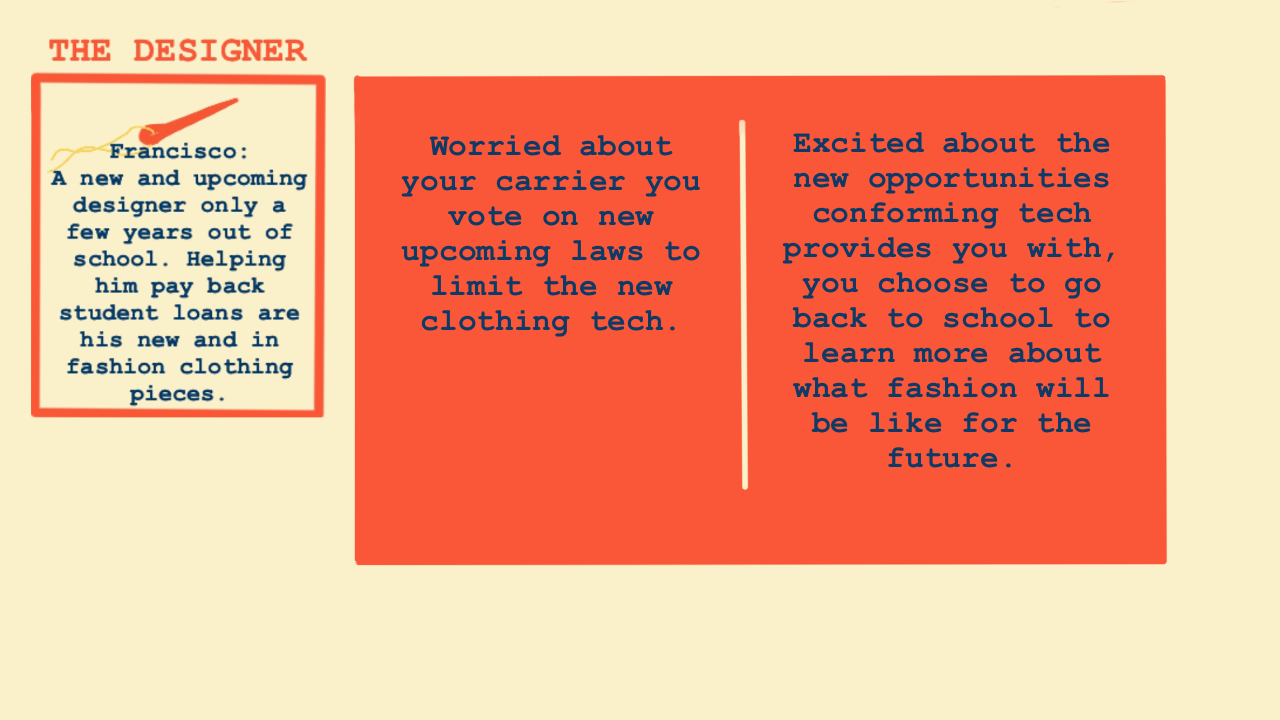 THE DESIGNER
Francisco:
A new and upcoming
designer only a
few years out of
school. Helping
him pay back
student loans are
his new and in
fashion clothing
pieces.
Worried about
your carrier you
vote on new
upcoming laws to
limit the new
clothing tech.
Excited about the
new opportunities
conforming tech
provides you with,
you choose to go
back to school to
learn more about
what fashion will
be like for the
future.